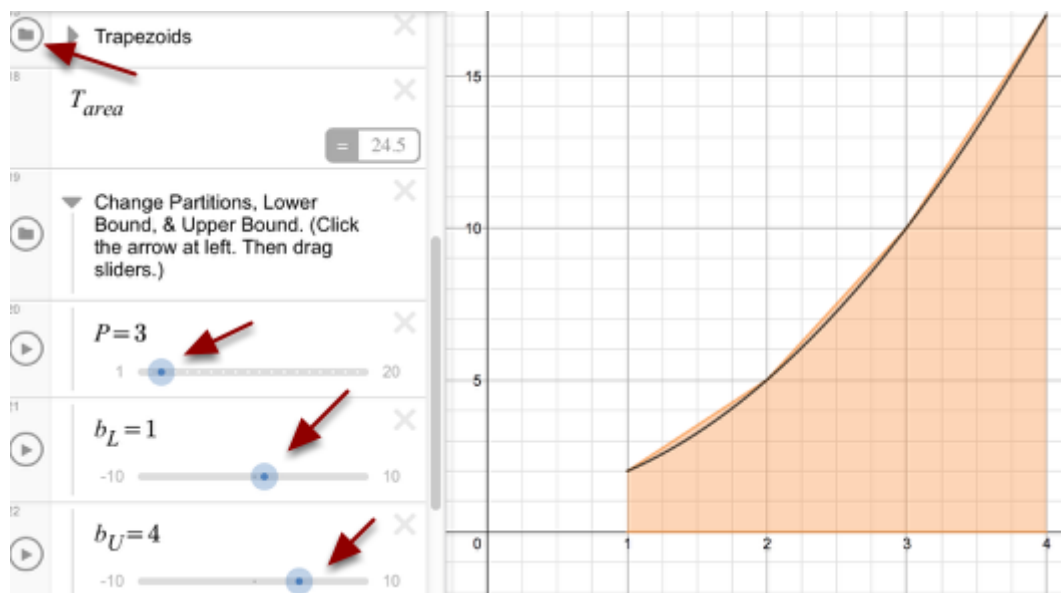 Trapezoids
18
T_area
= 24.5
Change Partitions, Lower
Bound, & Upper Bound. (Click
the arrow at left. Then drag
sliders.)
P=3
1 20
b_L=1
-10 10
b_U=4
-10 10
15
10
5
0 1 2 3 4